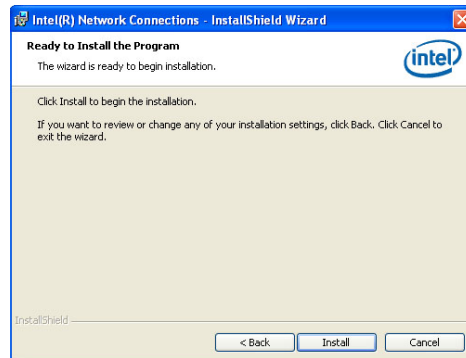 Intel(R) Network Connections - InstallShield Wizard
Ready to Install the Program
The wizard is ready to begin installation.
intel
Click Install to begin the installation.
If you want to review or change any of your installation settings, click Back. Click Cancel to
exit the wizard.
InstallShield
< Back
Install
Cancel